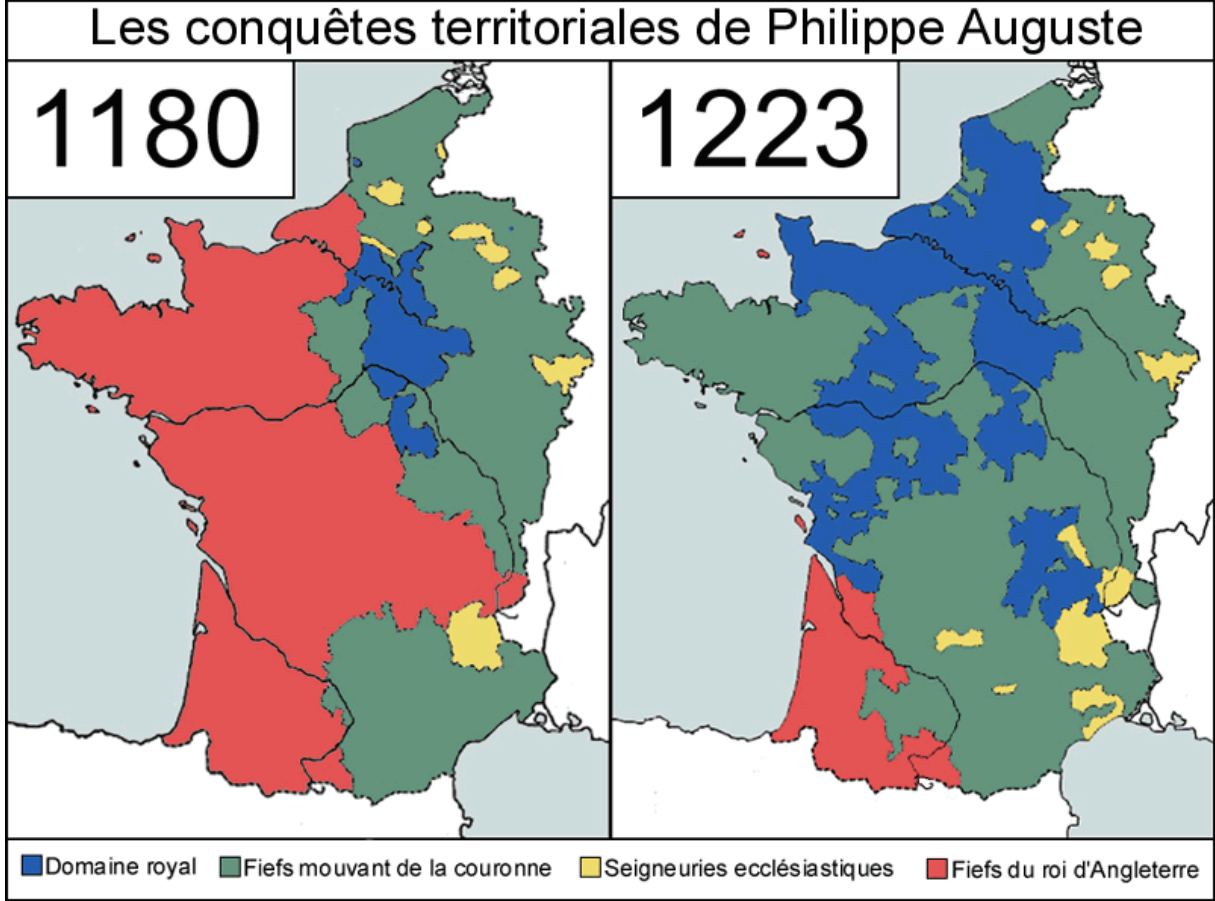 Les conquêtes territoriales de Philippe Auguste
1180
1223
Domaine royal
Fiefs mouvant de la couronne
Seigneuries ecclésiastiques
Fiefs du roi d'Angleterre